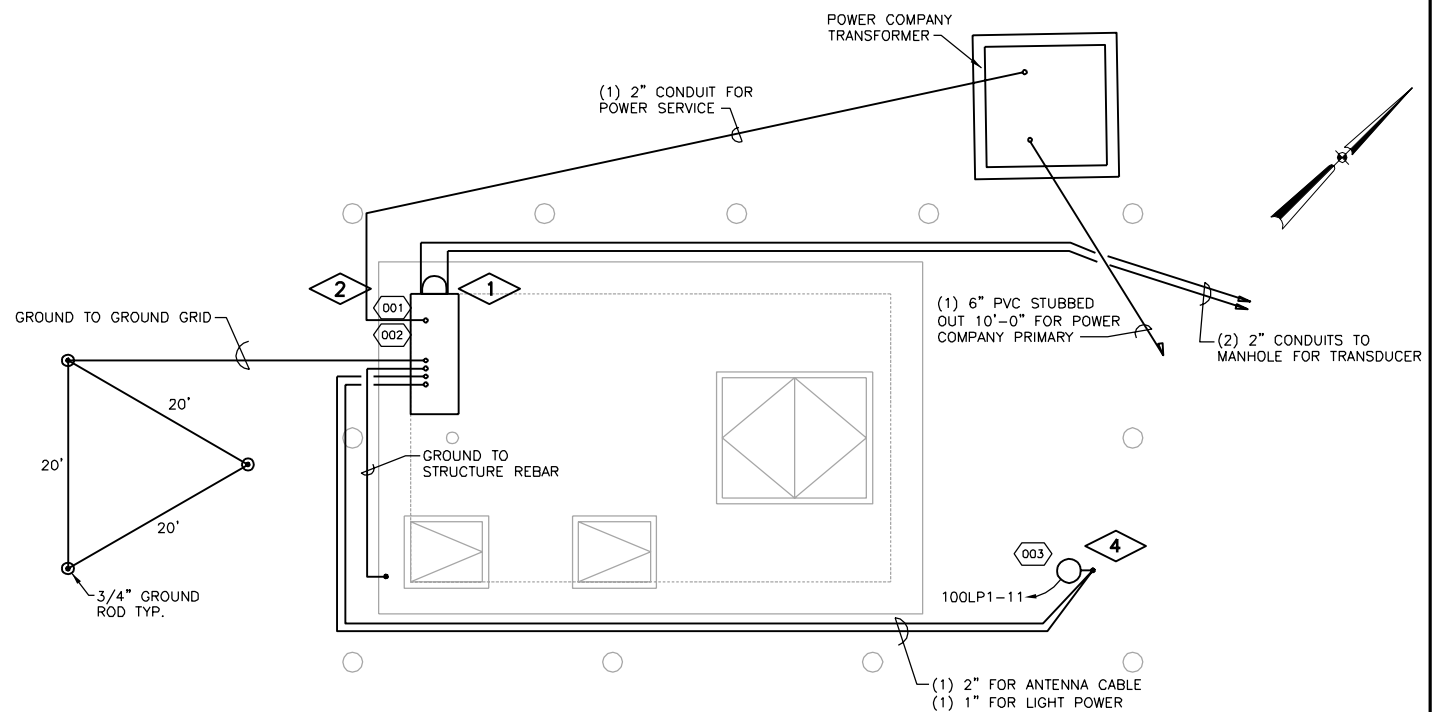 POWER COMPANY
TRANSFORMER
(1) 2" CONDUIT FOR
POWER SERVICE
2
1
001
002
GROUND TO GROUND GRID
(1) 6" PVC STUBBED
OUT 10'-0" FOR POWER
COMPANY PRIMARY
(2) 2" CONDUITS TO
MANHOLE FOR TRANSDUCER
20'
20'
20'
GROUND TO
STRUCTURE REBAR
003
4
100LP1-11
3/4" GROUND
ROD TYP.
(1) 2" FOR ANTENNA CABLE
(1) 1" FOR LIGHT POWER